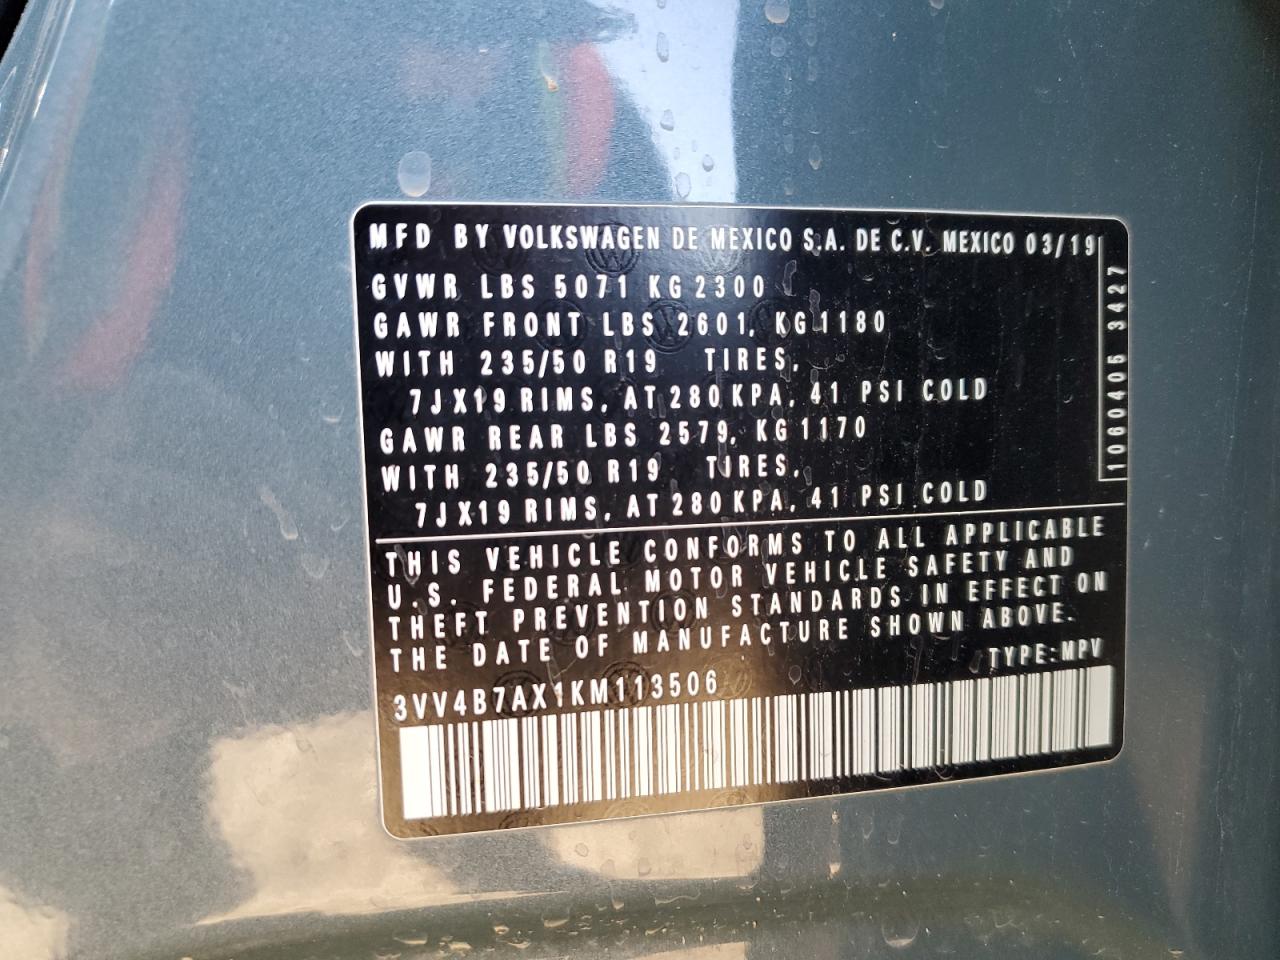 MFD BY VOLKSWAGEN DE MEXICO S.A. DE C.V. MEXICO 03/19
GVWR LBS 5071 KG 2300
GAWR FRONT LBS 2601, KG 1180
WITH 235/50 R19 TIRES,
7JX19 RIMS, AT 280 KPA, 41 PSI COLD
GAWR REAR LBS 2579, KG 1170
WITH 235/50 R19 TIRES,
7JX19 RIMS, AT 280 KPA, 41 PSI COLD
1060405 3427
THIS VEHICLE CONFORMS TO ALL APPLICABLE
U.S. FEDERAL MOTOR VEHICLE SAFETY AND
THEFT PREVENTION STANDARDS IN EFFECT ON
THE DATE OF MANUFACTURE SHOWN ABOVE.
TYPE:MPV
3VV4B7AX1KM113506